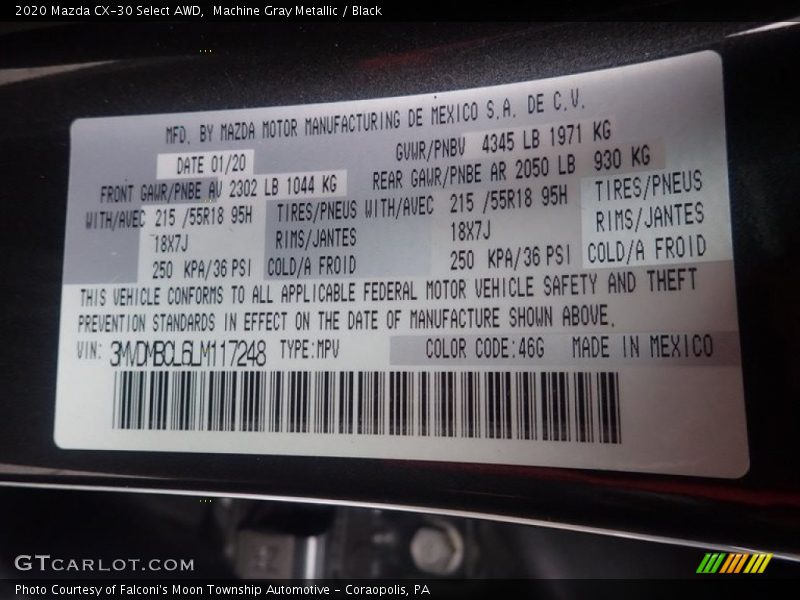 2020 Mazda CX-30 Select AWD,  Machine Gray Metallic / Black
MFD. BY MAZDA MOTOR MANUFACTURING DE MEXICO S.A. DE C.V.
DATE 01/20 GVWR/PNBV 4345 LB 1971 KG
FRONT GAWR/PNBE AV 2302 LB 1044 KG REAR GAWR/PNBE AR 2050 LB 930 KG
WITH/AVEC 215 /55R18 95H TIRES/PNEUS WITH/AVEC 215 /55R18 95H TIRES/PNEUS
18X7J RIMS/JANTES 18X7J RIMS/JANTES
250 KPA/36 PSI COLD/A FROID 250 KPA/36 PSI COLD/A FROID
THIS VEHICLE CONFORMS TO ALL APPLICABLE FEDERAL MOTOR VEHICLE SAFETY AND THEFT
PREVENTION STANDARDS IN EFFECT ON THE DATE OF MANUFACTURE SHOWN ABOVE.
VIN: 3MVDMBCL6LM117248 TYPE:MPV COLOR CODE:46G MADE IN MEXICO
GTCARLOT.COM
Photo Courtesy of Falconi's Moon Township Automotive - Coraopolis, PA